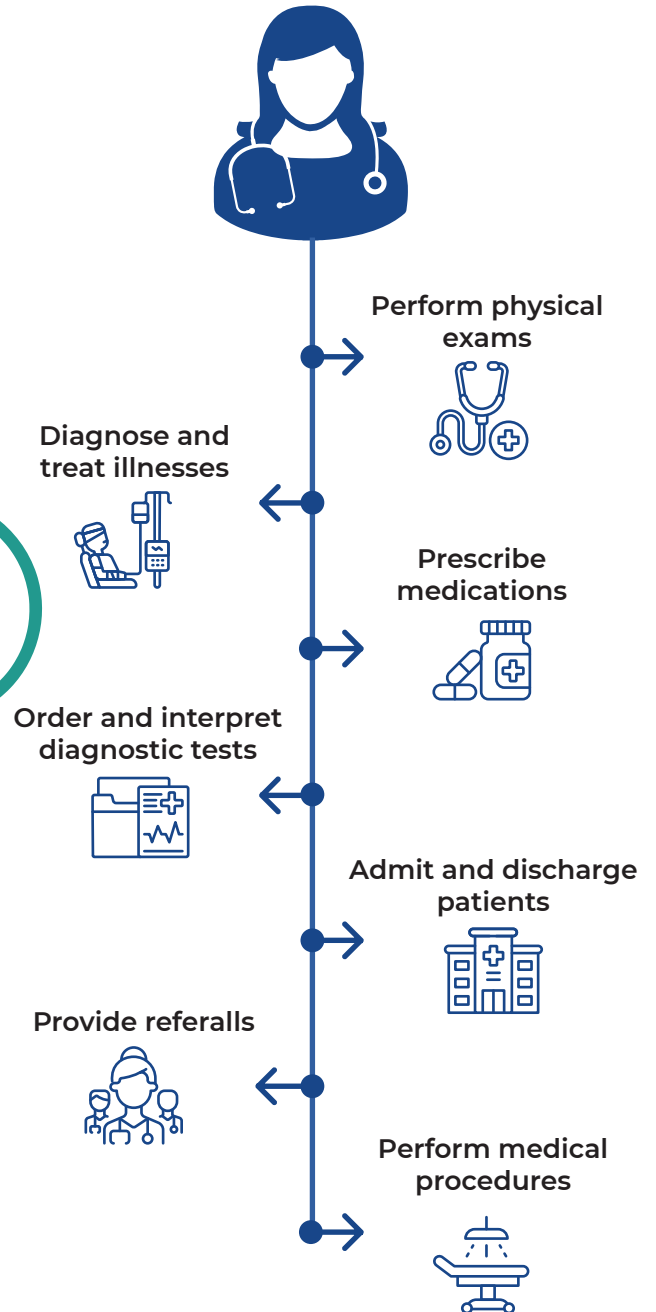 Perform physical
exams
Diagnose and
treat illnesses
Prescribe
medications
Order and interpret
diagnostic tests
Admit and discharge
patients
Provide referalls
Perform medical
procedures